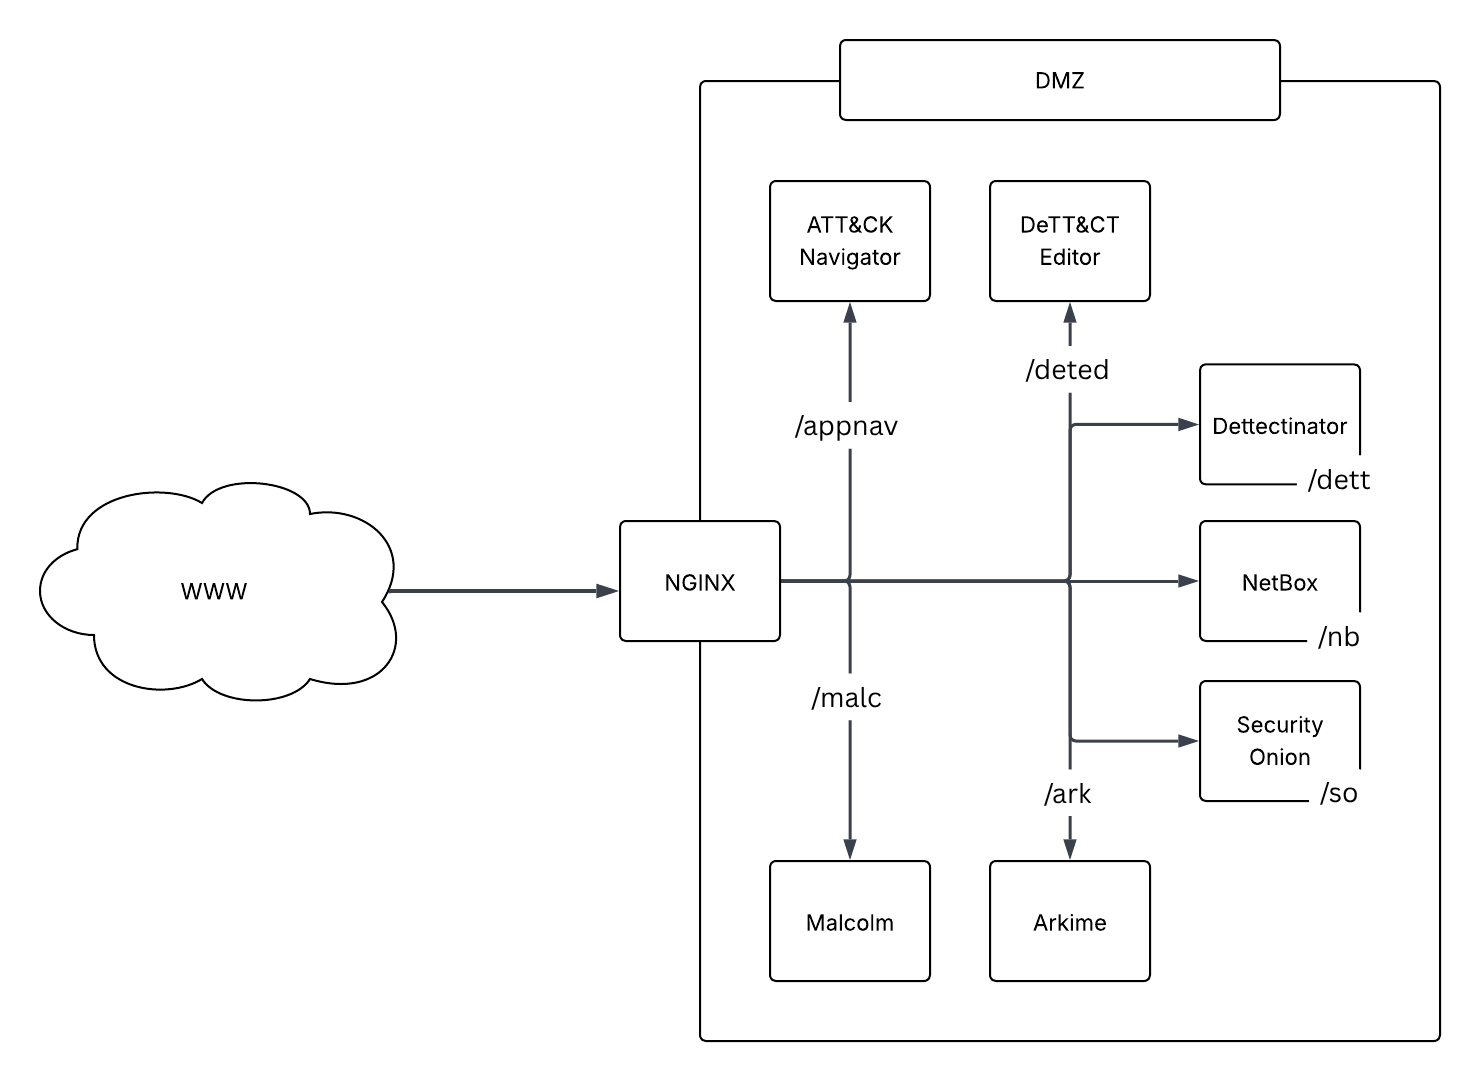 DMZ
ATT&CK
Navigator
DeTT&CT
Editor
/deted
/appnav
Dettectinator
/dett
WWW
NGINX
NetBox
/nb
/malc
Security
Onion
/so
/ark
Malcolm
Arkime